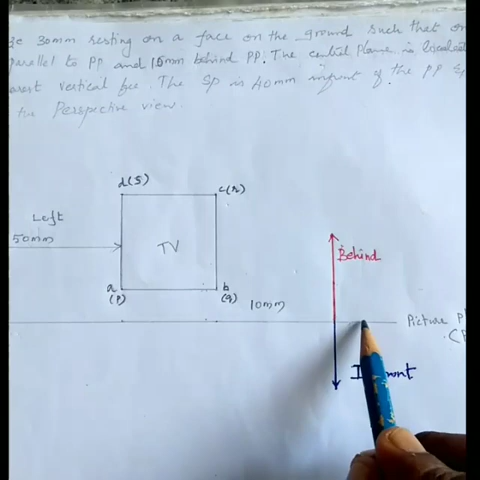 30mm resting on a face on the ground such that
parallel to PP and 10mm behind PP. The central Plane is located
arest vertical face. The SP is 40mm infront of the PP
the Perspective view.
d(S)
c(r)
Left
50mm
TV
Behind
a
(P)
b
(q)
10mm
Picture P